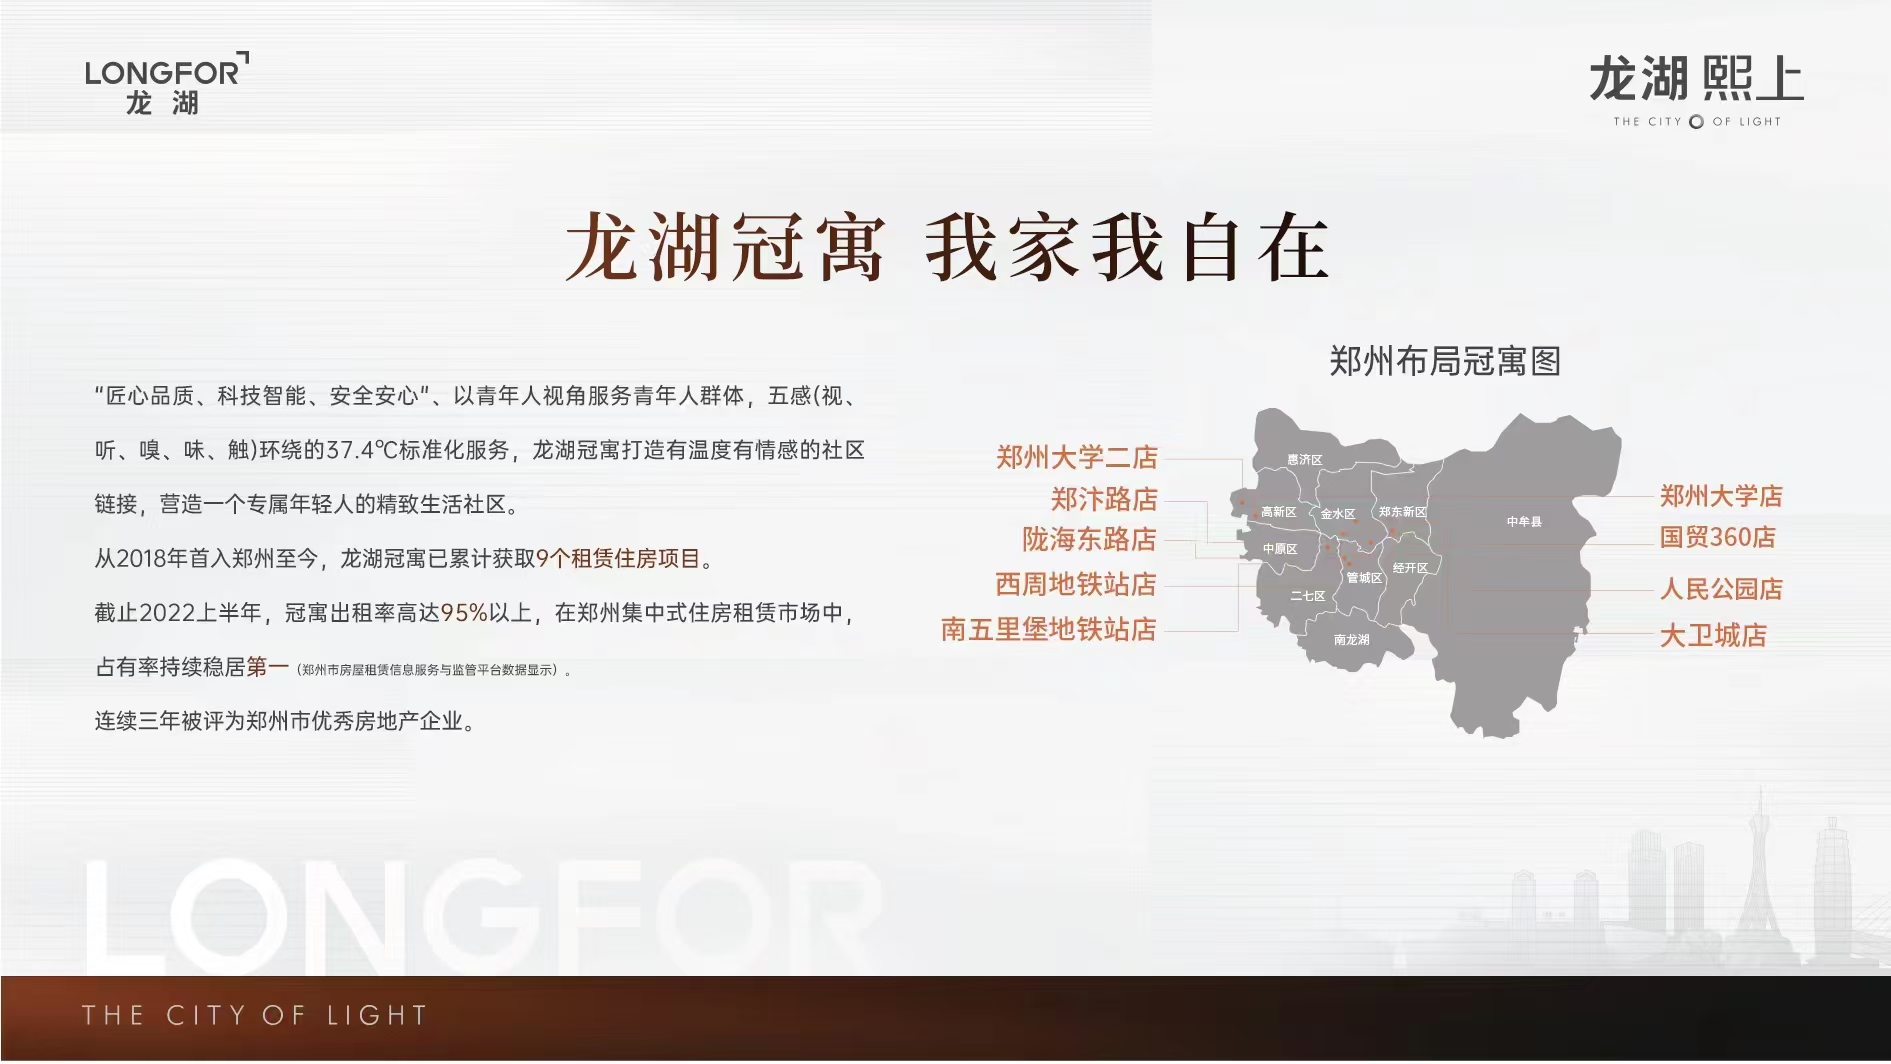 LONGFOR
龙湖
龙湖 熙上
THE CITY OF LIGHT
龙湖冠寓 我家我自在
“匠心品质、科技智能、安全安心”、以青年人视角服务青年人群体，五感(视、
听、嗅、味、触)环绕的37.4℃标准化服务，龙湖冠寓打造有温度有情感的社区
链接，营造一个专属年轻人的精致生活社区。
从2018年首入郑州至今，龙湖冠寓已累计获取9个租赁住房项目。
截止2022上半年，冠寓出租率高达95%以上，在郑州集中式住房租赁市场中，
占有率持续稳居第一（郑州市房屋租赁信息服务与监管平台数据显示）。
连续三年被评为郑州市优秀房地产企业。
郑州布局冠寓图
郑州大学二店
郑汴路店
陇海东路店
西周地铁站店
南五里堡地铁站店
惠济区
高新区
金水区
郑东新区
中牟县
中原区
管城区
经开区
二七区
南龙湖
郑州大学店
国贸360店
人民公园店
大卫城店
LONGFOR
THE CITY OF LIGHT